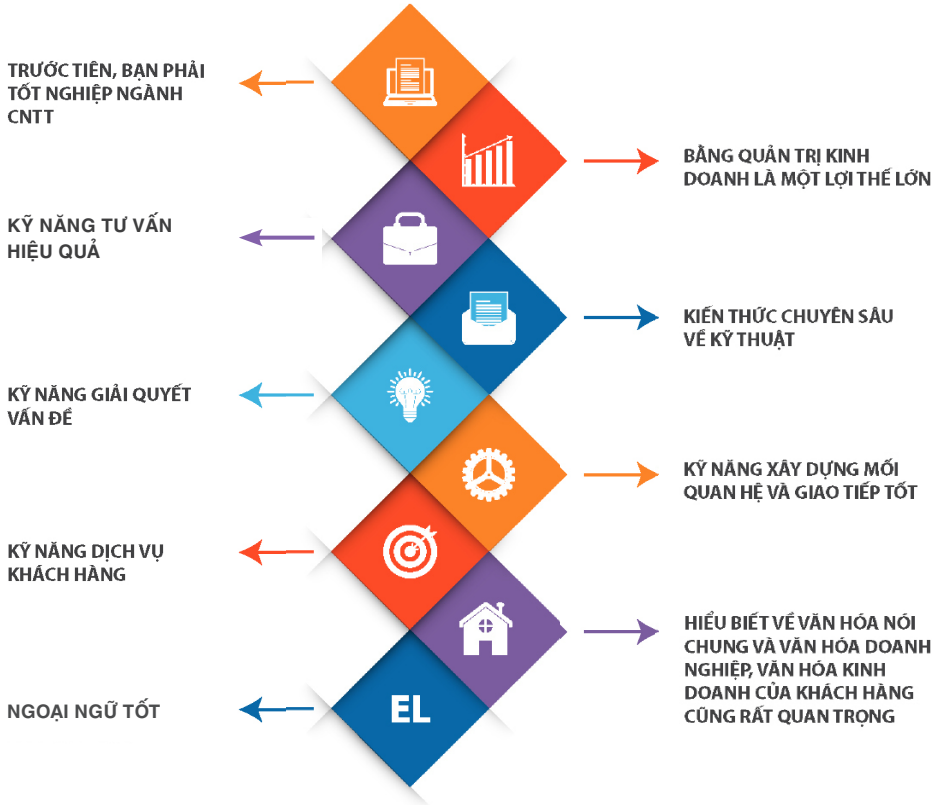 TRƯỚC TIÊN, BẠN PHẢI
TỐT NGHIỆP NGÀNH
CNTT
BẰNG QUẢN TRỊ KINH
DOANH LÀ MỘT LỢI THẾ LỚN
KỸ NĂNG TƯ VẤN
HIỆU QUẢ
KIẾN THỨC CHUYÊN SÂU
VỀ KỸ THUẬT
KỸ NĂNG GIẢI QUYẾT
VẤN ĐỀ
KỸ NĂNG XÂY DỰNG MỐI
QUAN HỆ VÀ GIAO TIẾP TỐT
KỸ NĂNG DỊCH VỤ
KHÁCH HÀNG
HIỂU BIẾT VỀ VĂN HÓA NÓI
CHUNG VÀ VĂN HÓA DOANH
NGHIỆP, VĂN HÓA KINH
DOANH CỦA KHÁCH HÀNG
CŨNG RẤT QUAN TRỌNG
NGOẠI NGỮ TỐT
EL